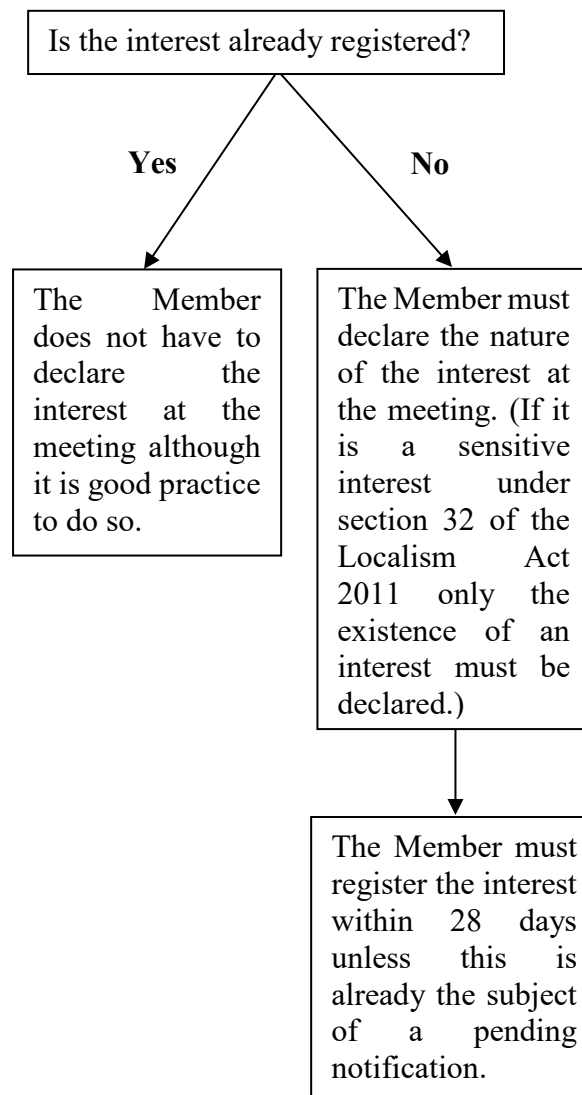 Is the interest already registered?
Yes
No
The Member
does not have to
declare the
interest at the
meeting although
it is good practice
to do so.
The Member must
declare the nature
of the interest at
the meeting. (If it
is a sensitive
interest under
section 32 of the
Localism Act
2011 only the
existence of an
interest must be
declared.)
The Member must
register the interest
within 28 days
unless this is
already the subject
of a pending
notification.